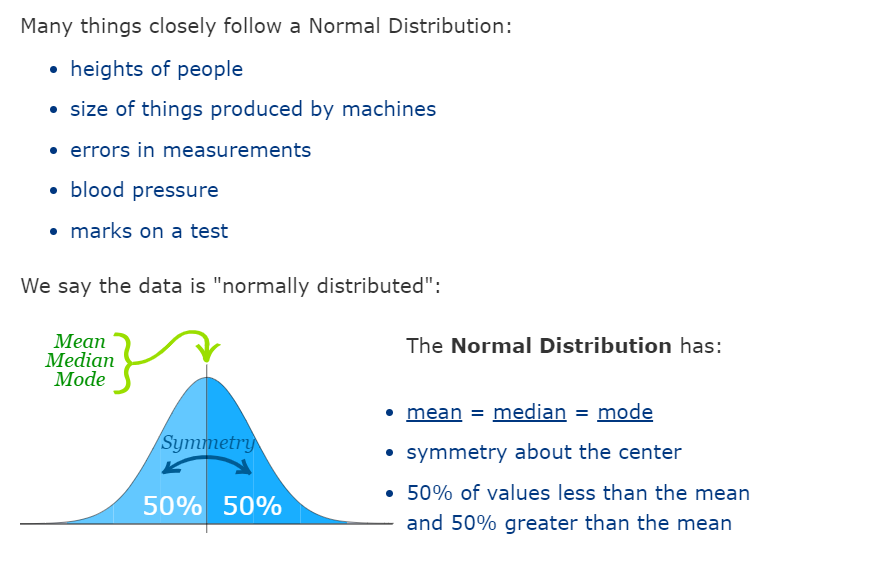 Many things closely follow a Normal Distribution:
heights of people
size of things produced by machines
errors in measurements
blood pressure
marks on a test
We say the data is "normally distributed":
Mean
Median
Mode
Symmetry
50% 50%
The Normal Distribution has:
mean = median = mode
symmetry about the center
50% of values less than the mean
and 50% greater than the mean